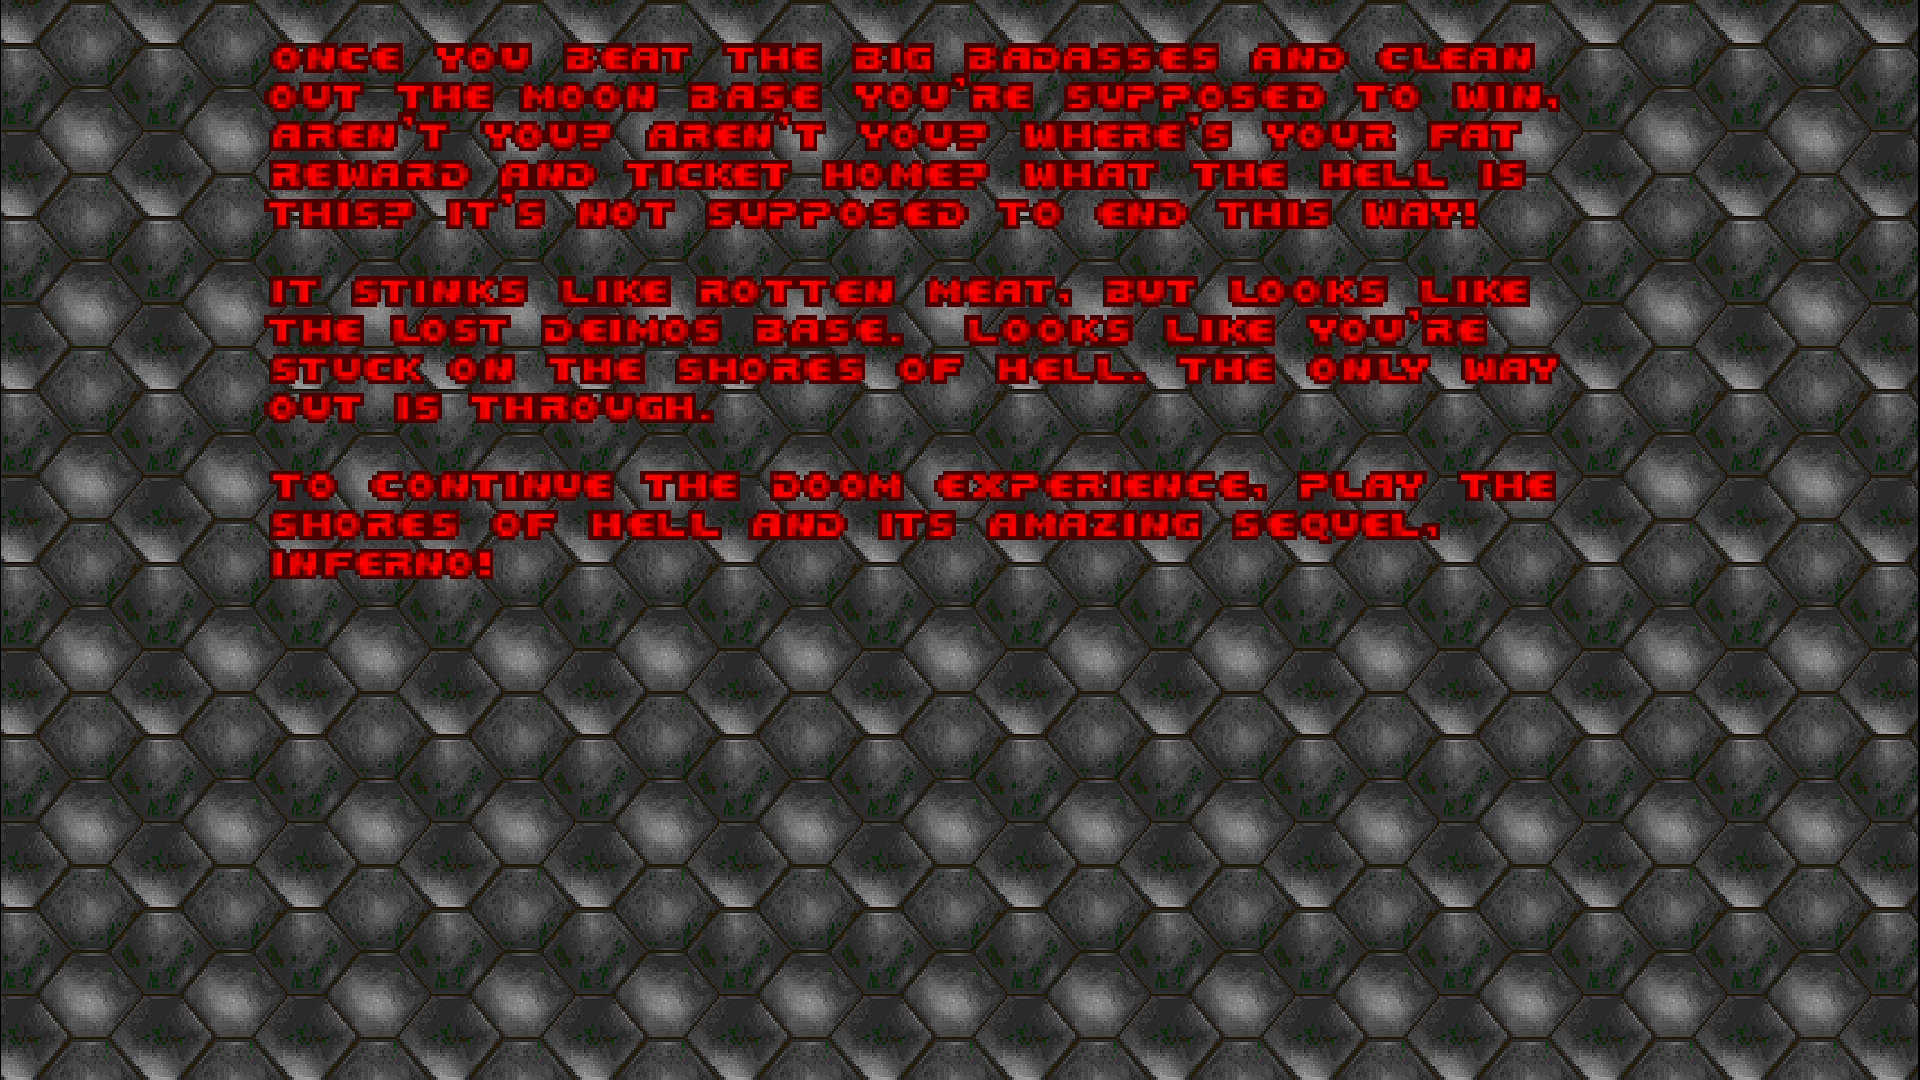 ONCE YOU BEAT THE BIG BADASSES AND CLEAN
OUT THE MOON BASE YOU'RE SUPPOSED TO WIN,
AREN'T YOU? AREN'T YOU? WHERE'S YOUR FAT
REWARD AND TICKET HOME? WHAT THE HELL IS
THIS? IT'S NOT SUPPOSED TO END THIS WAY!

IT STINKS LIKE ROTTEN MEAT, BUT LOOKS LIKE
THE LOST DEIMOS BASE.  LOOKS LIKE YOU'RE
STUCK ON THE SHORES OF HELL. THE ONLY WAY
OUT IS THROUGH.

TO CONTINUE THE DOOM EXPERIENCE, PLAY THE
SHORES OF HELL AND ITS AMAZING SEQUEL,
INFERNO!